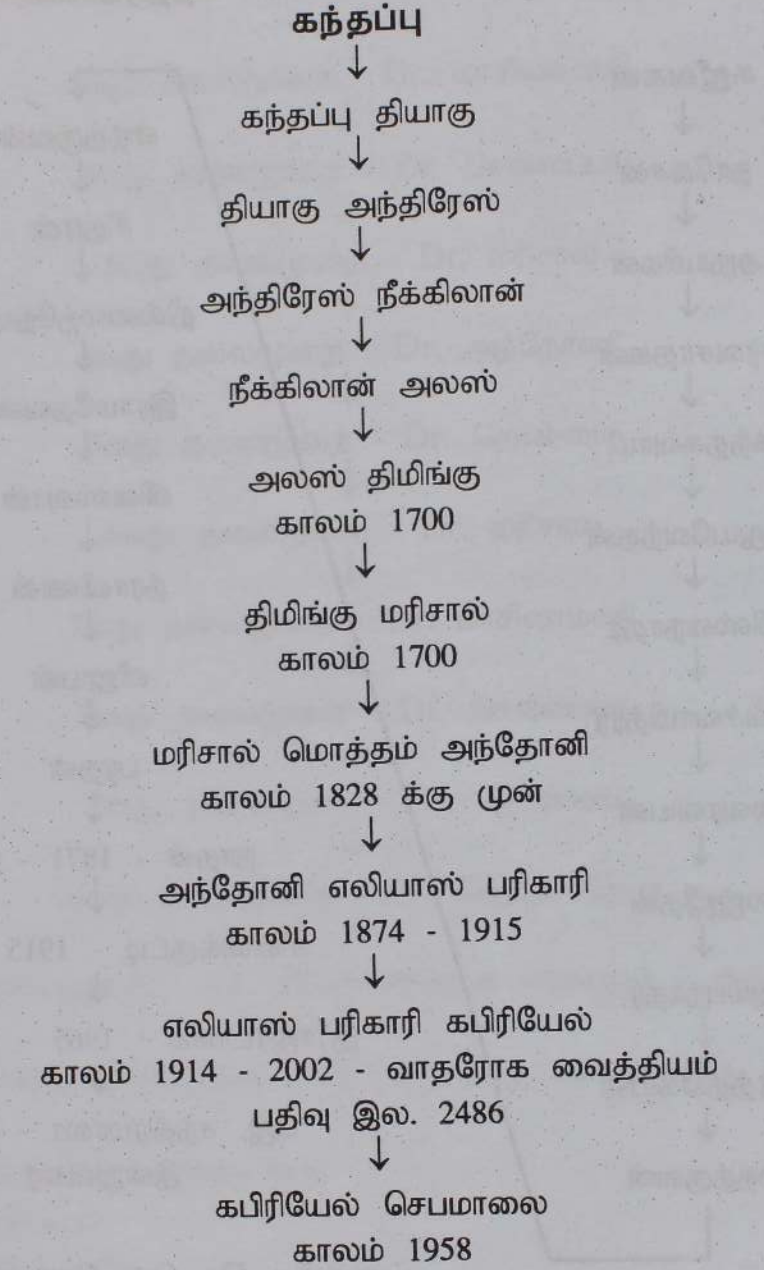 கந்தப்பு
↓
கந்தப்பு தியாகு
↓
தியாகு அந்திரேஸ்
↓
அந்திரேஸ் நீக்கிலான்
↓
நீக்கிலான் அலஸ்
↓
அலஸ் திமிங்கு
காலம் 1700
↓
திமிங்கு மரிசால்
காலம் 1700
↓
மரிசால் மொத்தம் அந்தோனி
காலம் 1828 க்கு முன்
↓
அந்தோனி எலியாஸ் பரிகாரி
காலம் 1874 - 1915
↓
எலியாஸ் பரிகாரி கபிரியேல்
காலம் 1914 - 2002 - வாதரோக வைத்தியம்
பதிவு இல. 2486
↓
கபிரியேல் செபமாலை
காலம் 1958